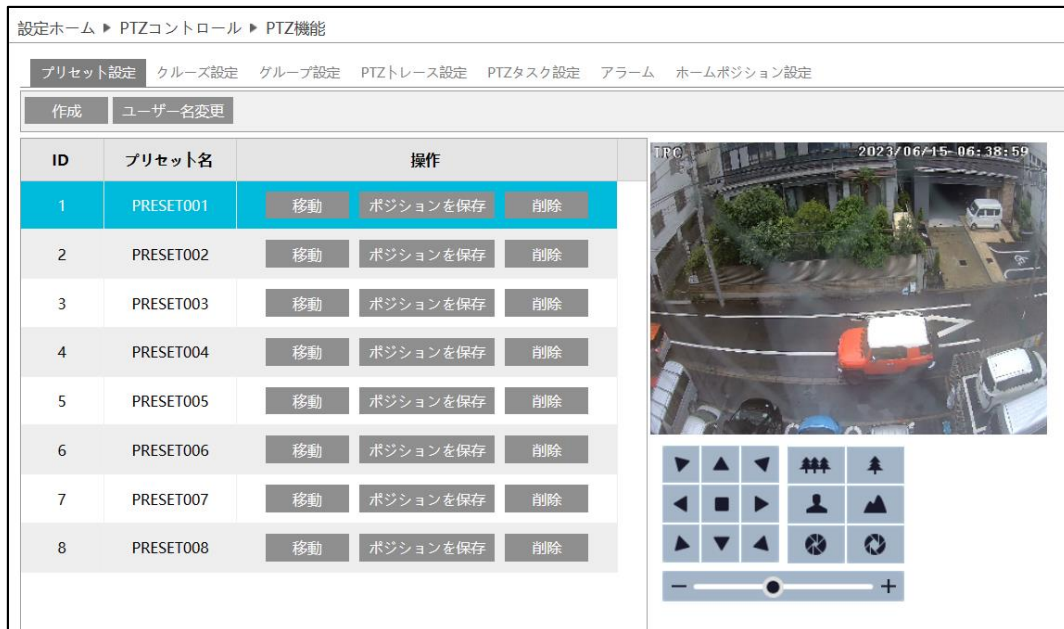 設定ホーム ▶ PTZコントロール ▶ PTZ機能
プリセット設定 クルーズ設定 グループ設定 PTZトレース設定 PTZタスク設定 アラーム ホームポジション設定
作成 ユーザー名変更
ID プリセット名 操作
1 PRESET001 移動 ポジションを保存 削除
2 PRESET002 移動 ポジションを保存 削除
3 PRESET003 移動 ポジションを保存 削除
4 PRESET004 移動 ポジションを保存 削除
5 PRESET005 移動 ポジションを保存 削除
6 PRESET006 移動 ポジションを保存 削除
7 PRESET007 移動 ポジションを保存 削除
8 PRESET008 移動 ポジションを保存 削除
2023/06/15 06:38:59